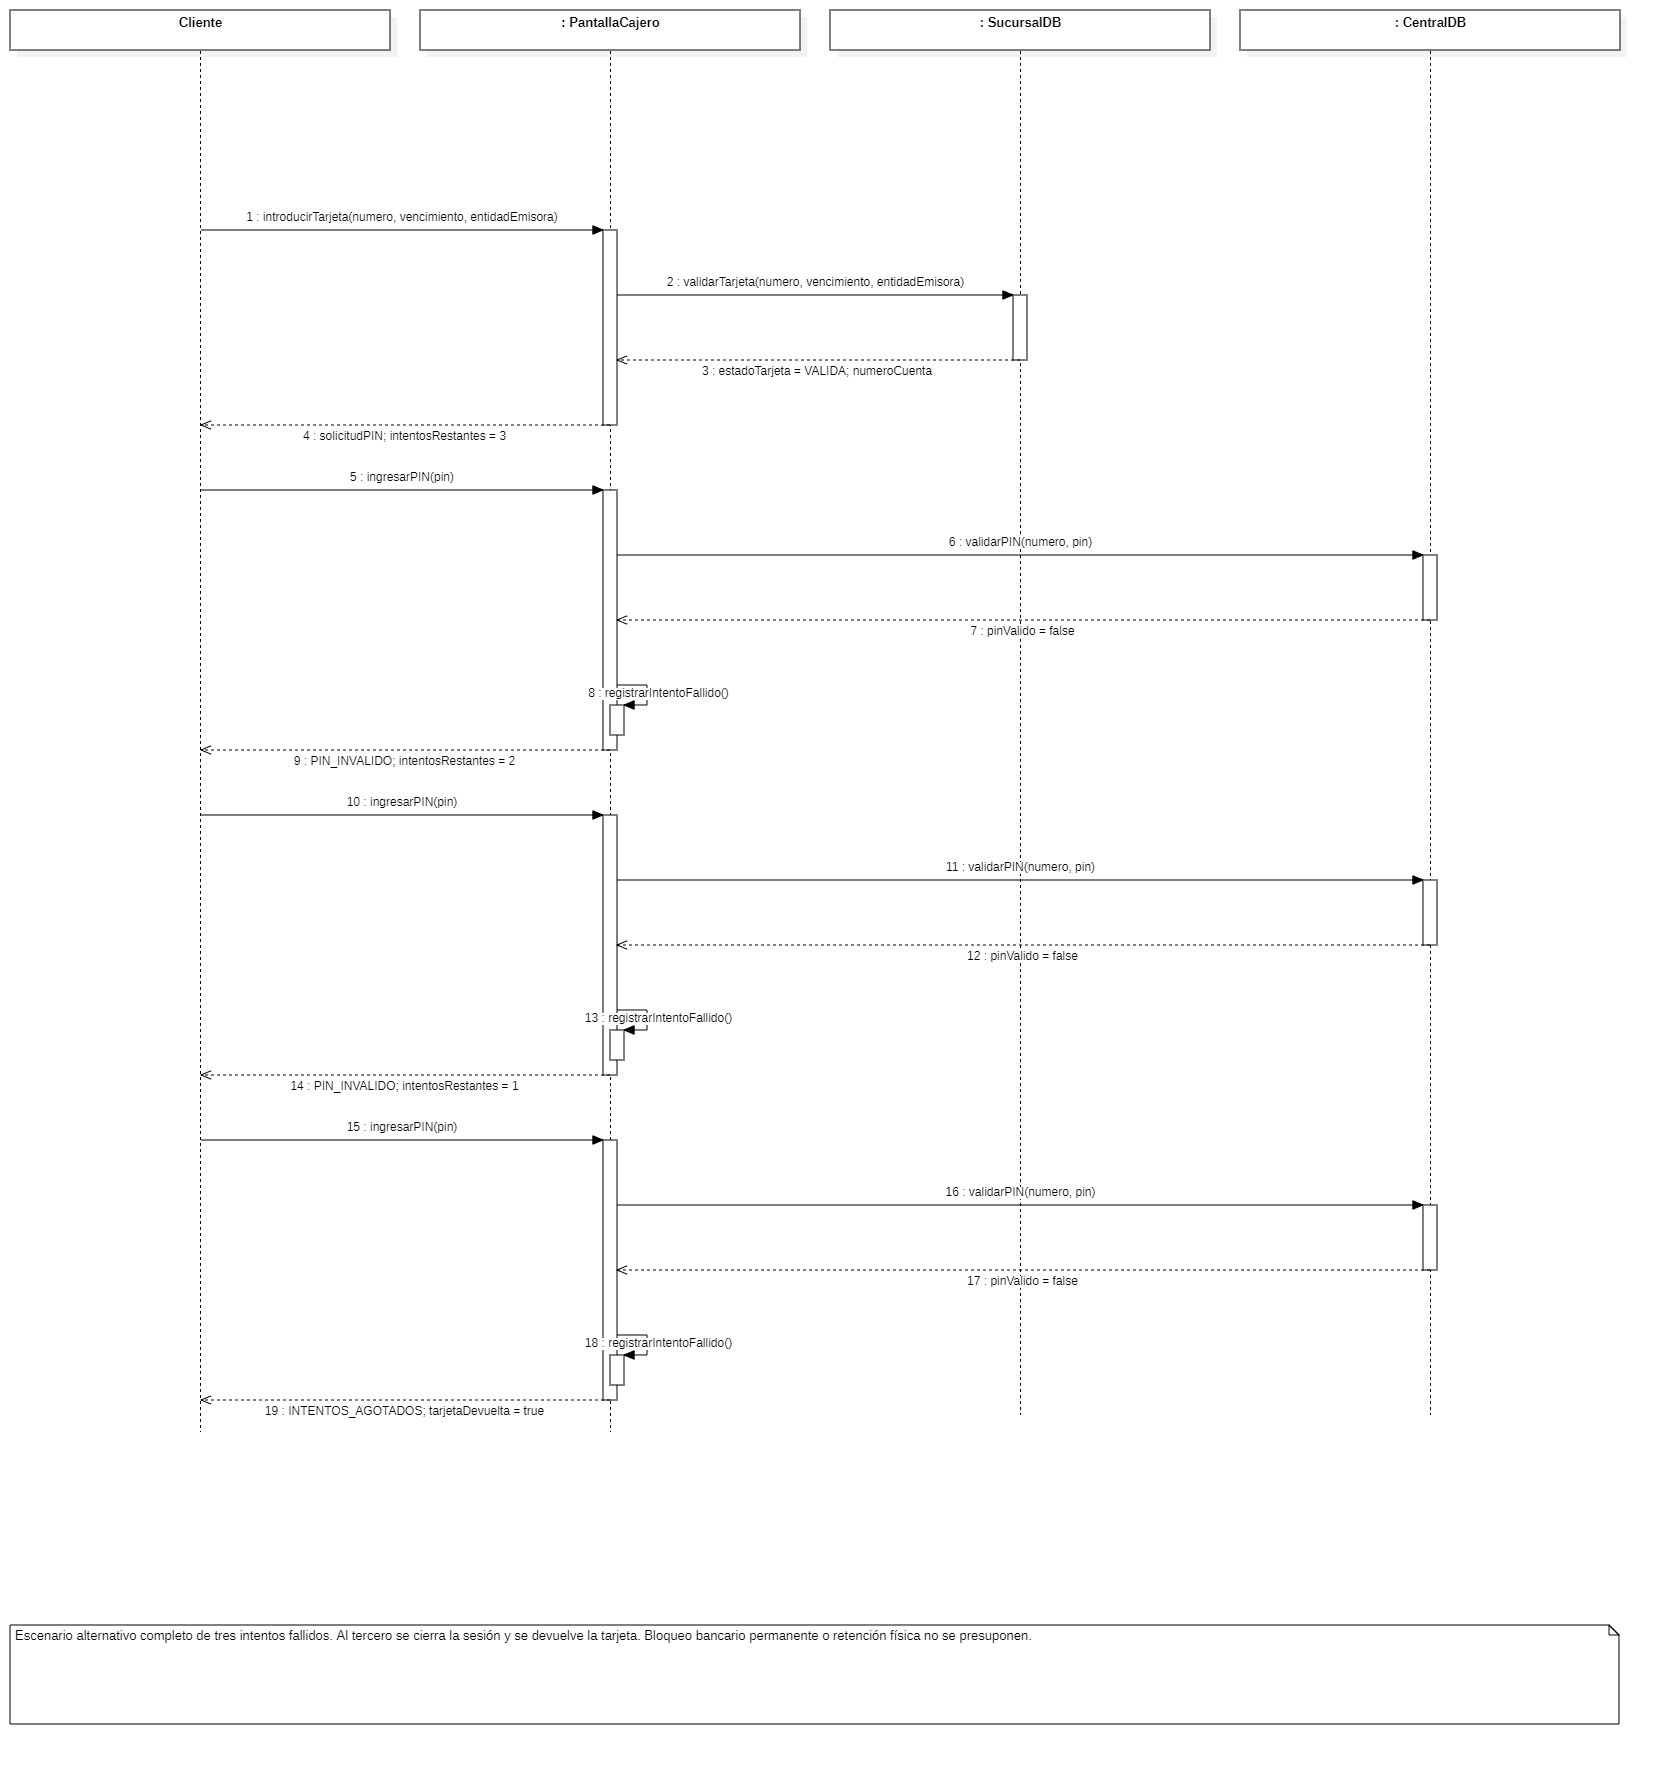 Cliente
: PantallaCajero
: SucursalDB
: CentralDB
1 : introducirTarjeta(numero, vencimiento, entidadEmisora)
2 : validarTarjeta(numero, vencimiento, entidadEmisora)
3 : estadoTarjeta = VALIDA; numeroCuenta
4 : solicitudPIN; intentosRestantes = 3
5 : ingresarPIN(pin)
6 : validarPIN(numero, pin)
7 : pinValido = false
8 : registrarIntentoFallido()
9 : PIN_INVALIDO; intentosRestantes = 2
10 : ingresarPIN(pin)
11 : validarPIN(numero, pin)
12 : pinValido = false
13 : registrarIntentoFallido()
14 : PIN_INVALIDO; intentosRestantes = 1
15 : ingresarPIN(pin)
16 : validarPIN(numero, pin)
17 : pinValido = false
18 : registrarIntentoFallido()
19 : INTENTOS_AGOTADOS; tarjetaDevuelta = true
Escenario alternativo completo de tres intentos fallidos. Al tercero se cierra la sesión y se devuelve la tarjeta. Bloqueo bancario permanente o retención física no se presuponen.